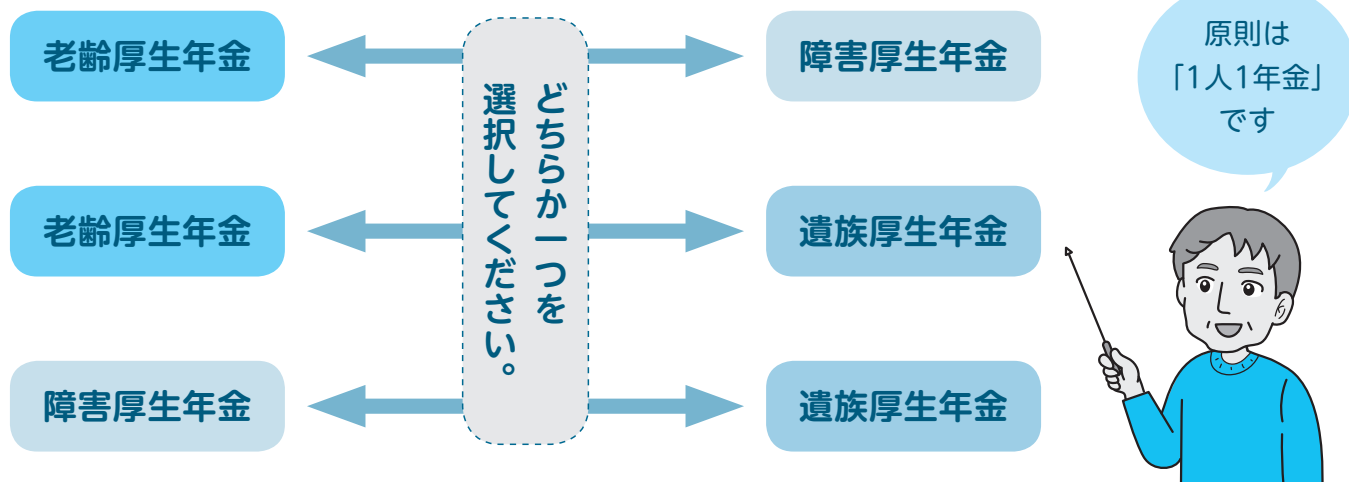 老齢厚生年金
障害厚生年金
老齢厚生年金
遺族厚生年金
障害厚生年金
遺族厚生年金
どちらか一つを
選択してください。
原則は
「1人1年金」
です